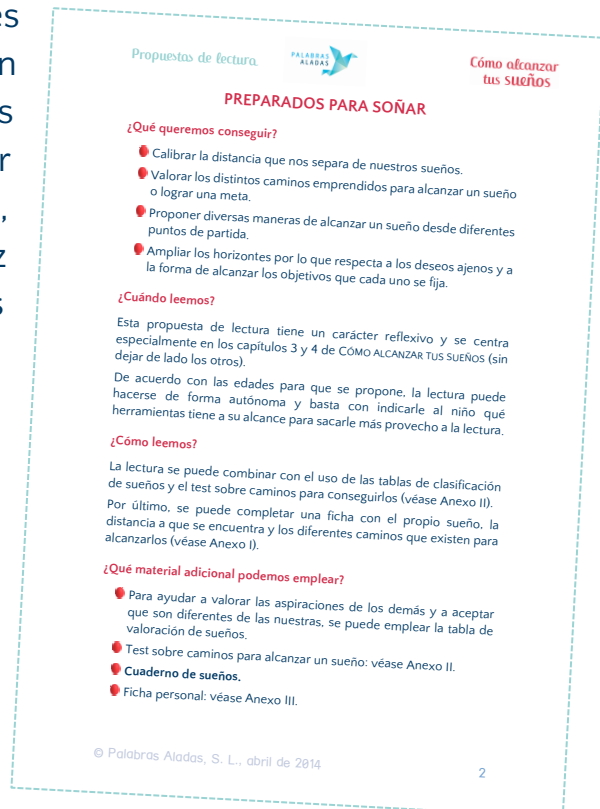 es
n
s
r
,
z
s
Propuestas de lectura
PALABRAS
ALADAS
Cómo alcanzar
tus sueños
PREPARADOS PARA SOÑAR
¿Qué queremos conseguir?
Calibrar la distancia que nos separa de nuestros sueños.
Valorar los distintos caminos emprendidos para alcanzar un sueño
o lograr una meta.
Proponer diversas maneras de alcanzar un sueño desde diferentes
puntos de partida.
Ampliar los horizontes por lo que respecta a los deseos ajenos y a
la forma de alcanzar los objetivos que cada uno se fija.
¿Cuándo leemos?
Esta propuesta de lectura tiene un carácter reflexivo y se centra
especialmente en los capítulos 3 y 4 de CÓMO ALCANZAR TUS SUEÑOS (sin
dejar de lado los otros).
De acuerdo con las edades para que se propone, la lectura puede
hacerse de forma autónoma y basta con indicarle al niño qué
herramientas tiene a su alcance para sacarle más provecho a la lectura.
¿Cómo leemos?
La lectura se puede combinar con el uso de las tablas de clasificación
de sueños y el test sobre caminos para conseguirlos (véase Anexo II).
Por último, se puede completar una ficha con el propio sueño, la
distancia a que se encuentra y los diferentes caminos que existen para
alcanzarlos (véase Anexo I).
¿Qué material adicional podemos emplear?
Para ayudar a valorar las aspiraciones de los demás y a aceptar
que son diferentes de las nuestras, se puede emplear la tabla de
valoración de sueños.
Test sobre caminos para alcanzar un sueño: véase Anexo II.
Cuaderno de sueños.
Ficha personal: véase Anexo III.
© Palabras Aladas, S. L., abril de 2014
2